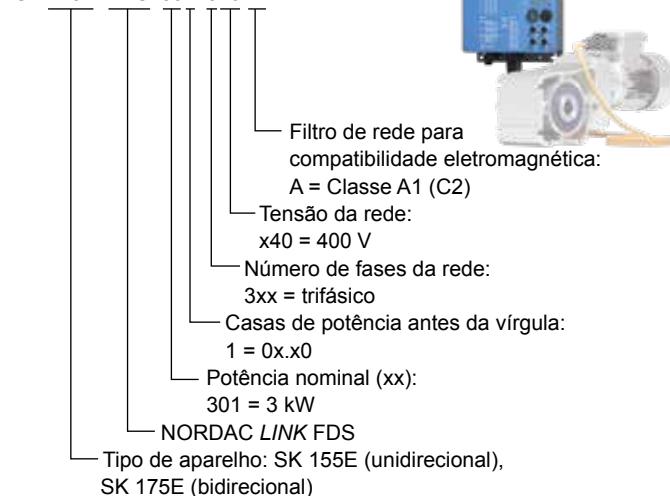 Filtro de rede para
compatibilidade eletromagnética:
A = Classe A1 (C2)
Tensão da rede:
x40 = 400 V
Número de fases da rede:
3xx = trifásico
Casas de potência antes da vírgula:
1 = 0x.x0
Potência nominal (xx):
301 = 3 kW
NORDAC LINK FDS
Tipo de aparelho: SK 155E (unidirecional),
SK 175E (bidirecional)